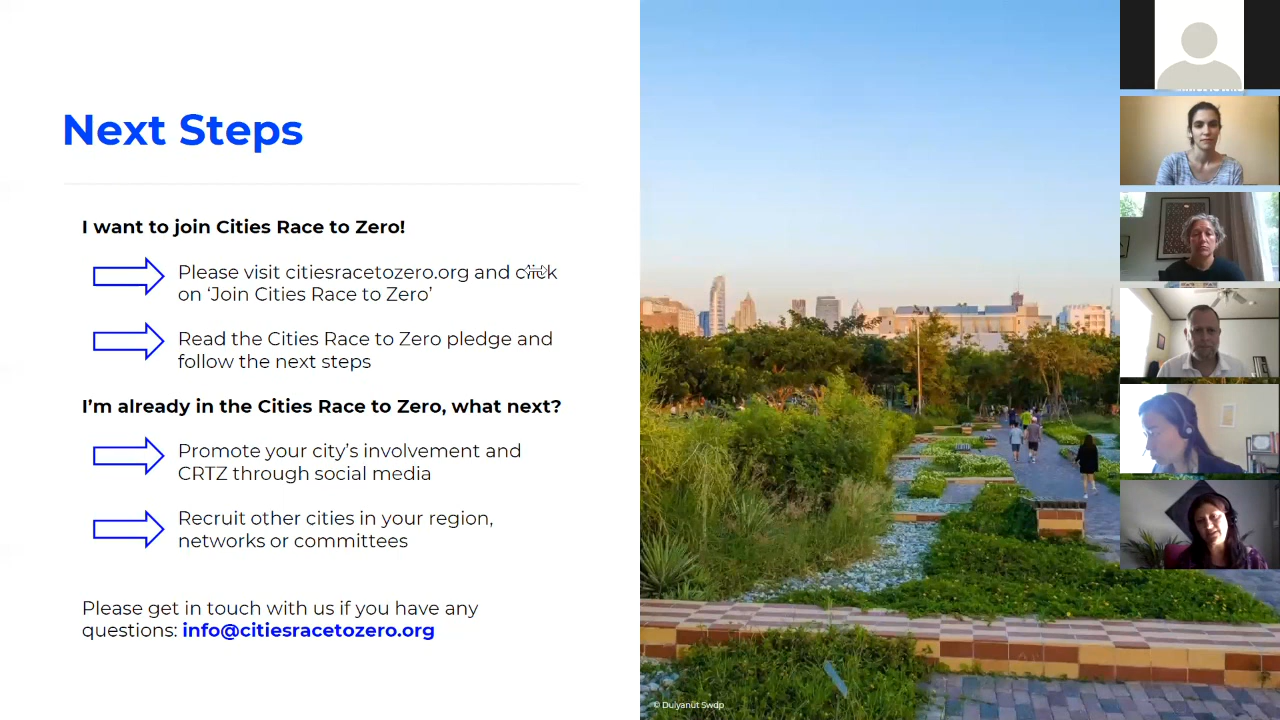 Next Steps
I want to join Cities Race to Zero!
Please visit citiesracetozero.org and click
on ‘Join Cities Race to Zero’
Read the Cities Race to Zero pledge and
follow the next steps
I’m already in the Cities Race to Zero, what next?
Promote your city’s involvement and
CRTZ through social media
Recruit other cities in your region,
networks or committees
Please get in touch with us if you have any
questions: info@citiesracetozero.org
© Dulyanut Swdp